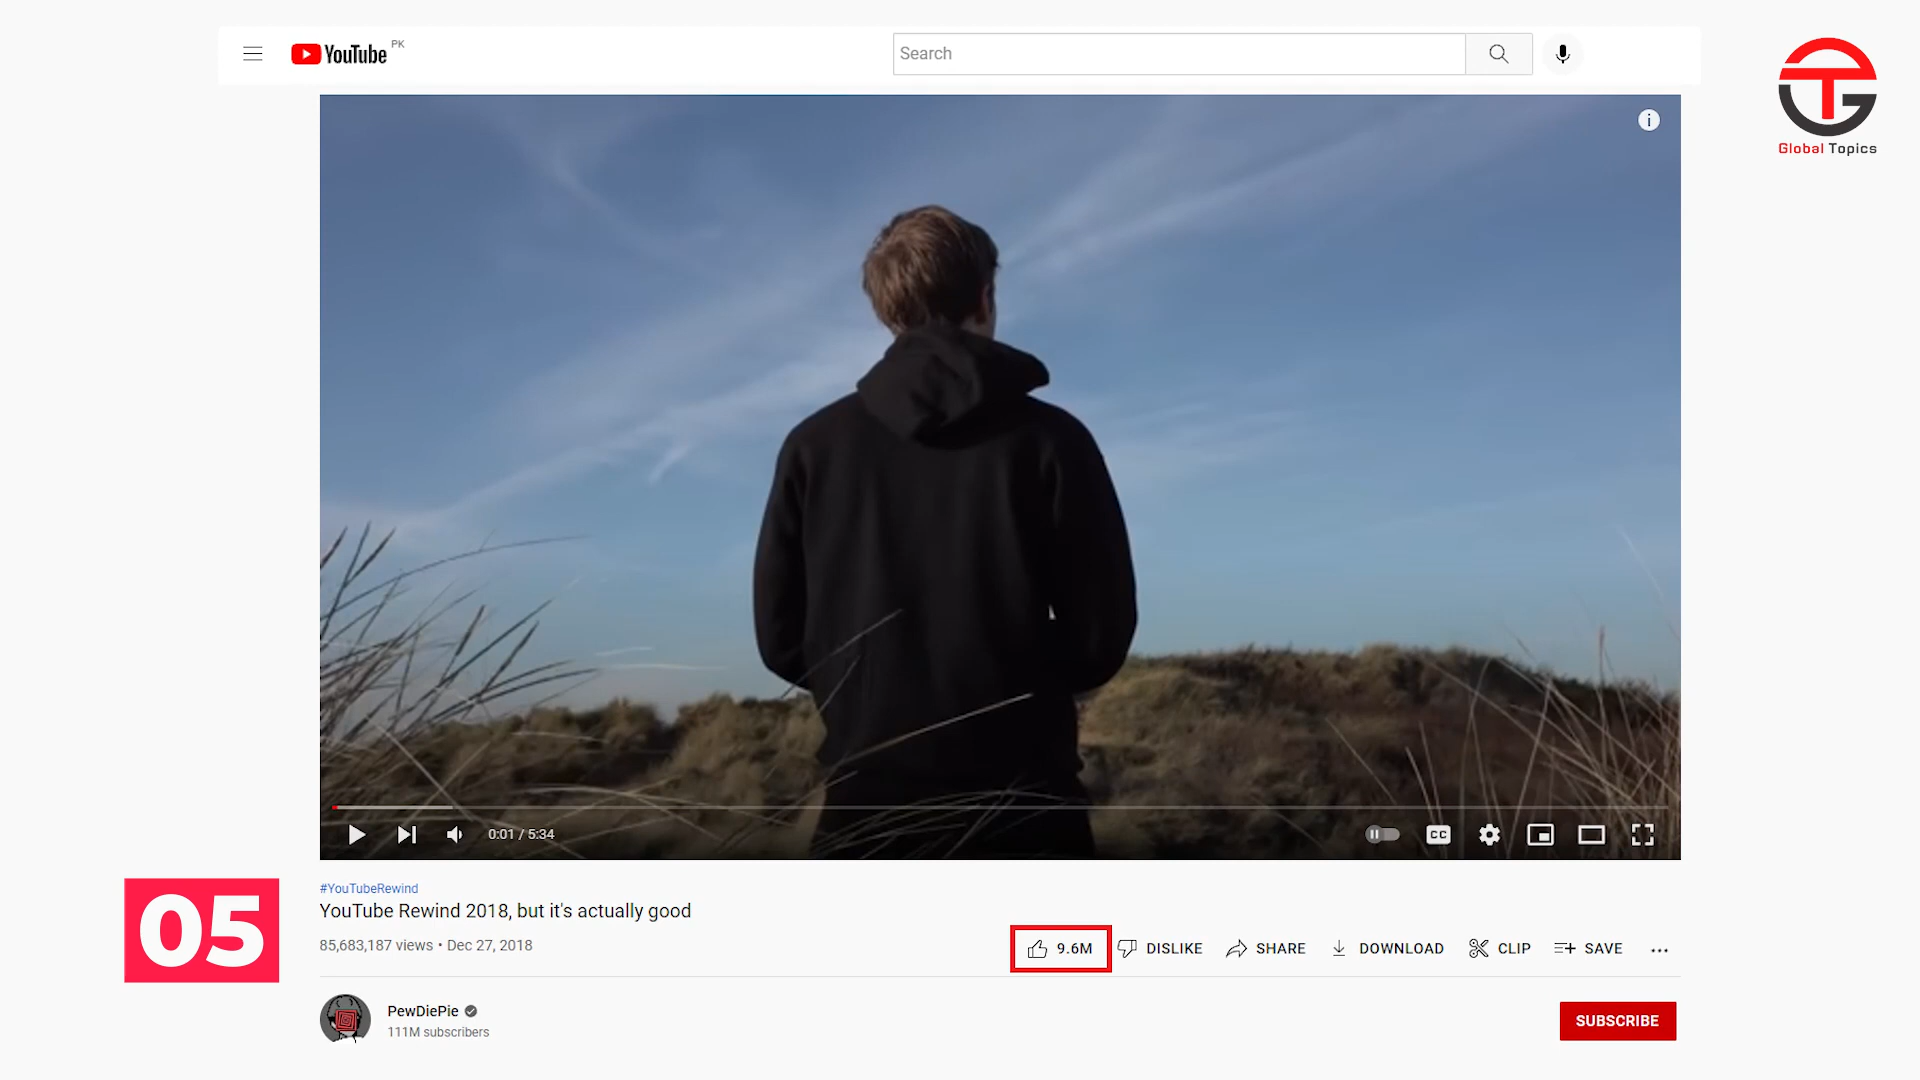 YouTube PK
Search
Global Topics
i
0:01 / 5:34
CC
05
#YouTubeRewind
YouTube Rewind 2018, but it's actually good
85,683,187 views • Dec 27, 2018
9.6M DISLIKE SHARE DOWNLOAD CLIP SAVE ...
PewDiePie
111M subscribers
SUBSCRIBE